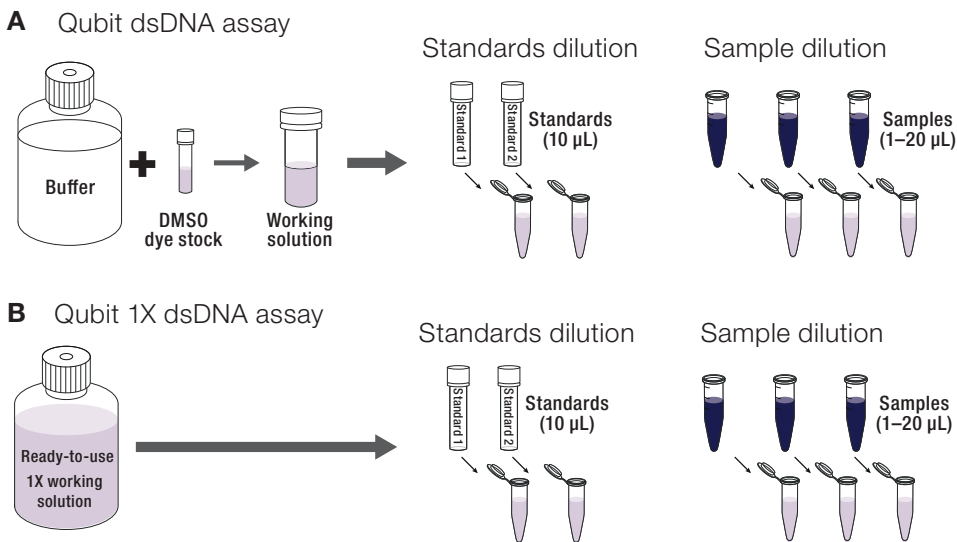 A Qubit dsDNA assay
Standards dilution
Sample dilution
Buffer
DMSO
dye stock
Working
solution
Standard 1
Standard 2
Standards
(10 µL)
Samples
(1–20 µL)
B Qubit 1X dsDNA assay
Standards dilution
Sample dilution
Ready-to-use
1X working
solution
Standard 1
Standard 2
Standards
(10 µL)
Samples
(1–20 µL)